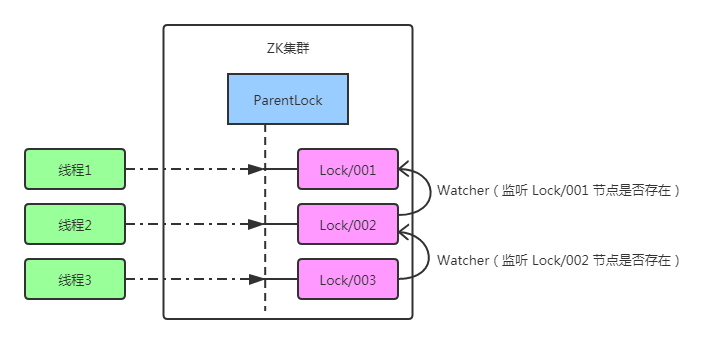 ZK集群
ParentLock
线程1
Lock/001
Watcher（监听 Lock/001 节点是否存在）
线程2
Lock/002
Watcher（监听 Lock/002 节点是否存在）
线程3
Lock/003